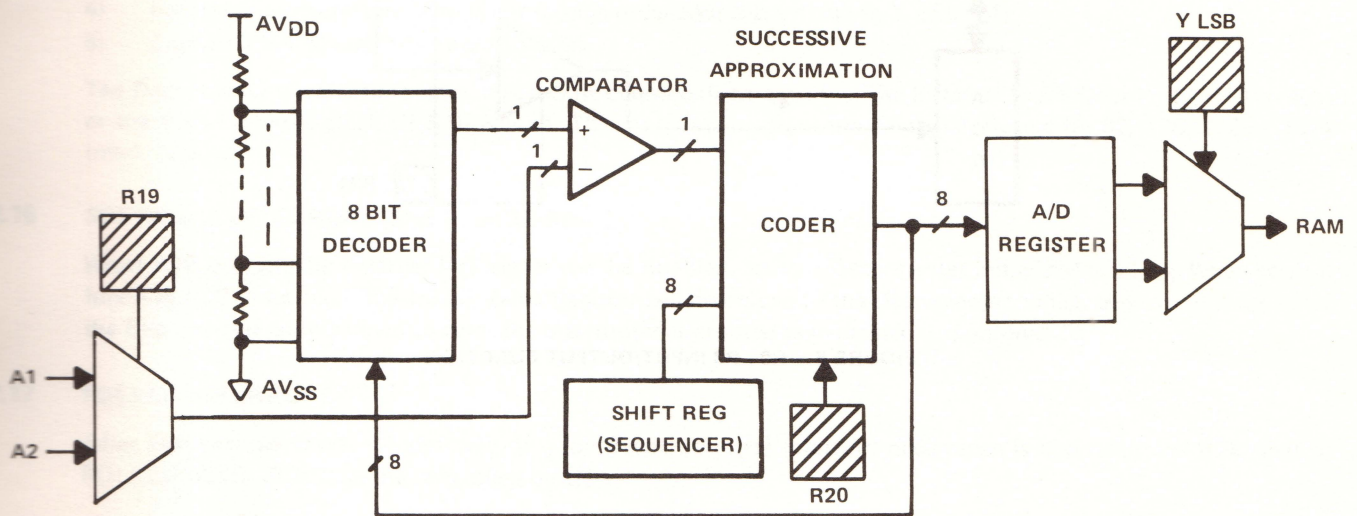 AVDD
R19
A1
A2
AVSS
8 BIT
DECODER
8
1
1
COMPARATOR
+
−
1
SUCCESSIVE
APPROXIMATION
CODER
8
SHIFT REG
(SEQUENCER)
R20
8
A/D
REGISTER
Y LSB
RAM